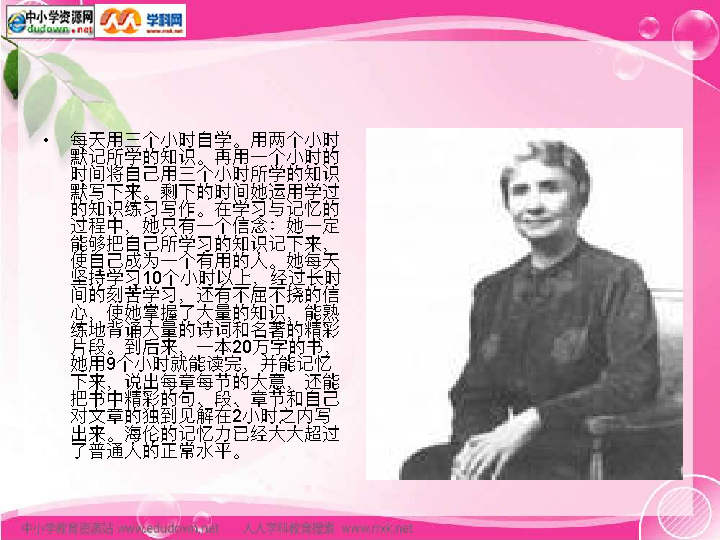 中小学资源网
edudown.net
学科网
www.nxk.net
• 每天用三个小时自学。用两个小时
默记所学的知识。再用一个小时的
时间将自己用三个小时所学的知识
默写下来。剩下的时间她运用学过
的知识练习写作。在学习与记忆的
过程中，她只有一个信念：她一定
能够把自己所学习的知识记下来，
使自己成为一个有用的人。她每天
坚持学习10个小时以上，经过长时
间的刻苦学习，还有不屈不挠的信
心，使她掌握了大量的知识，能熟
练地背诵大量的诗词和名著的精彩
片段。到后来，一本20万字的书，
她用9个小时就能读完，并能记忆
下来，说出每章每节的大意，还能
把书中精彩的句、段、章节和自己
对文章的独到见解在2小时之内写
出来。海伦的记忆力已经大大超过
了普通人的正常水平。
中小学教育资源站 www.edudown.net 人人学科教育搜索 www.nxk.net